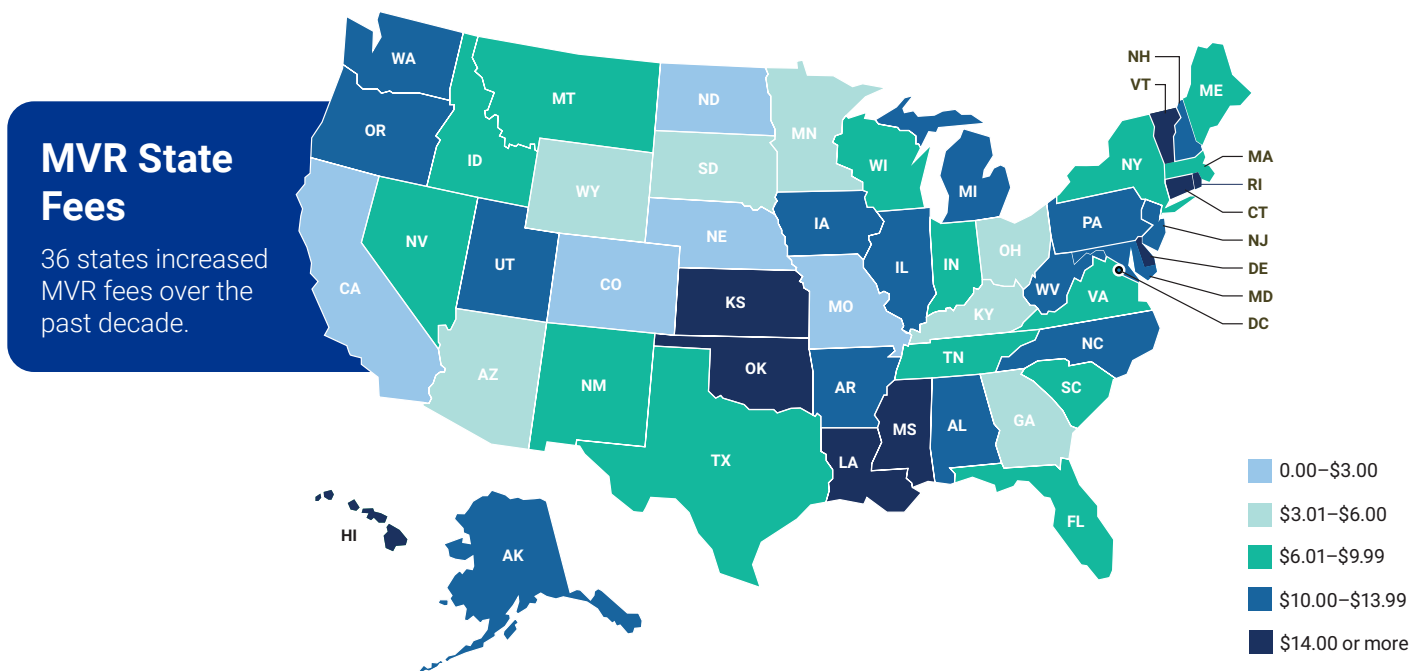 MVR State
Fees
36 states increased
MVR fees over the
past decade.
WA
OR
CA
ID
NV
MT
WY
UT
AZ
CO
NM
ND
SD
NE
KS
OK
TX
MN
IA
MO
AR
LA
WI
IL
MS
MI
IN
KY
TN
AL
OH
WV
GA
FL
SC
NC
VA
PA
NY
ME
NH
VT
MA
RI
CT
NJ
DE
MD
DC
HI
AK
0.00–$3.00
$3.01–$6.00
$6.01–$9.99
$10.00–$13.99
$14.00 or more